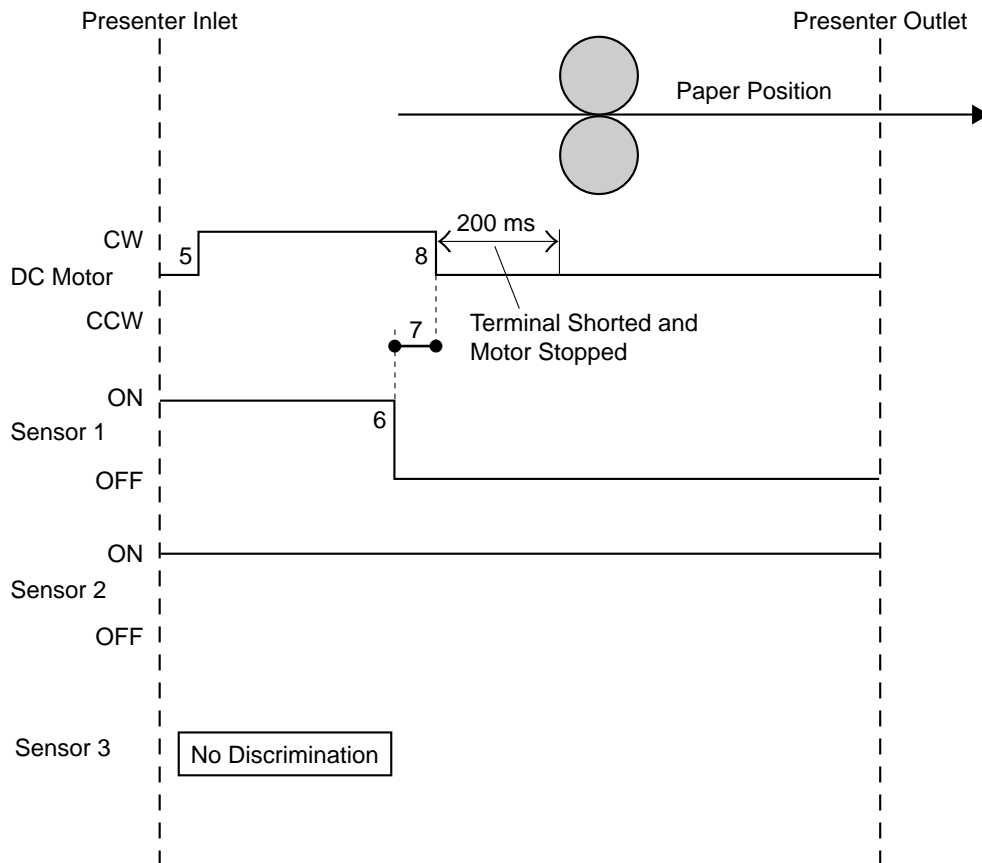 Presenter Inlet
Presenter Outlet
Paper Position
200 ms
CW
5
8
DC Motor
CCW
7
Terminal Shorted and
Motor Stopped
ON
6
Sensor 1
OFF
ON
Sensor 2
OFF
Sensor 3
No Discrimination